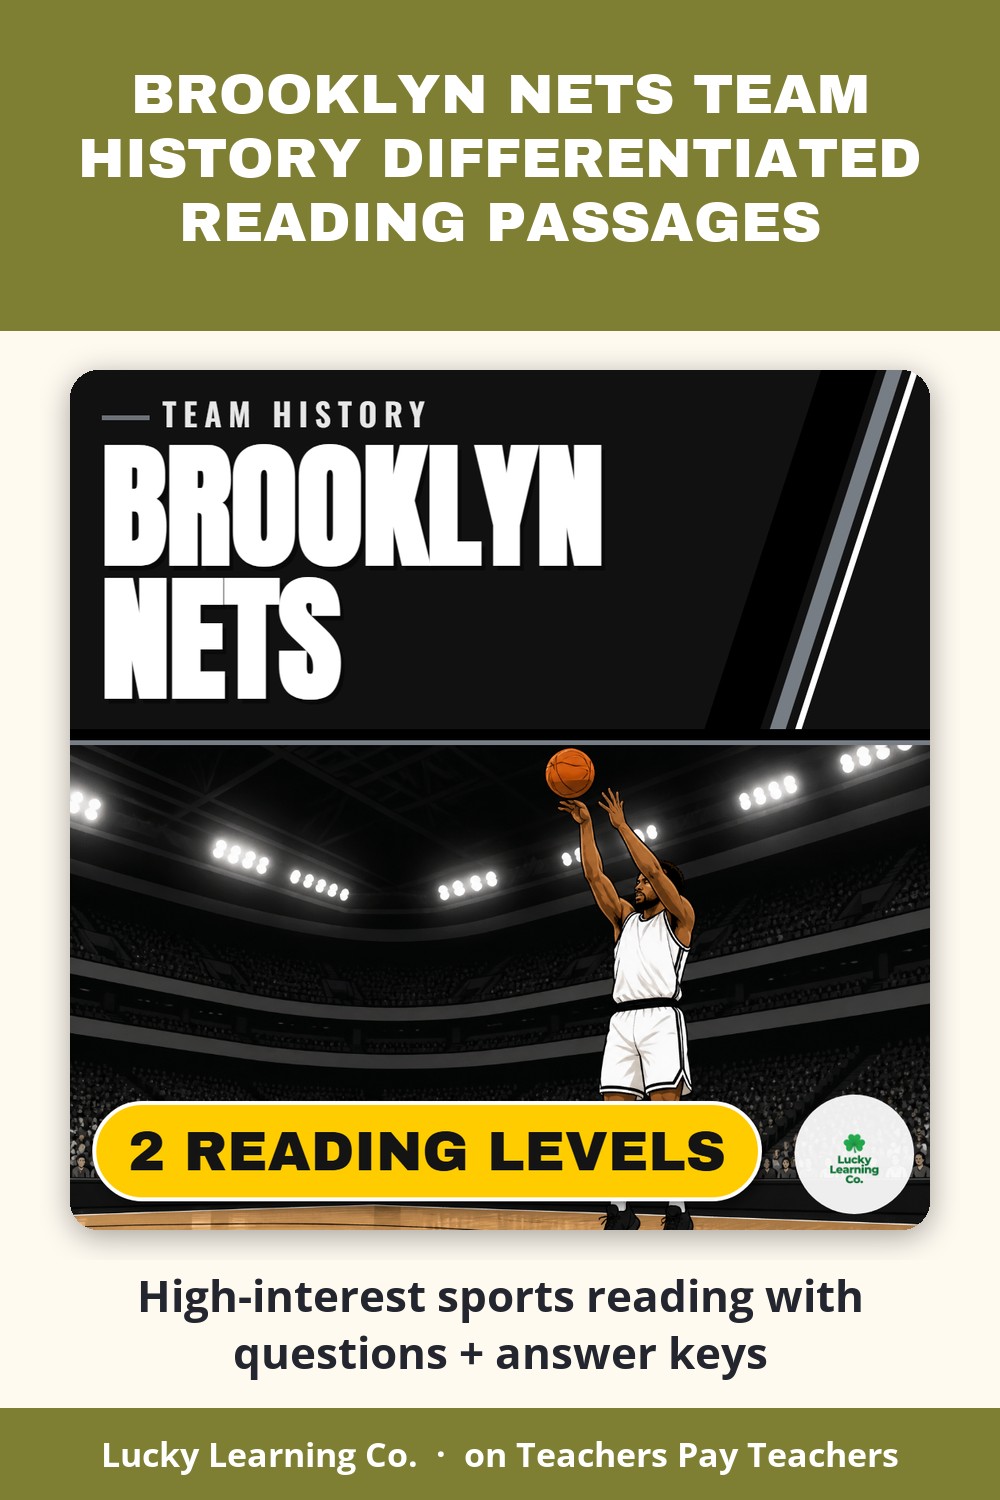 BROOKLYN NETS TEAM
HISTORY DIFFERENTIATED
READING PASSAGES
TEAM HISTORY
BROOKLYN
NETS
2 READING LEVELS
Lucky
Learning
Co.
High-interest sports reading with
questions + answer keys
Lucky Learning Co. · on Teachers Pay Teachers